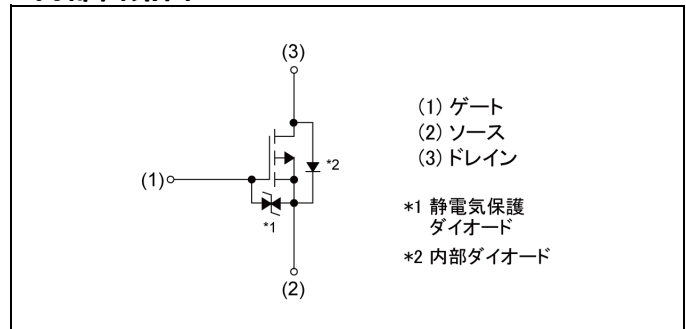 (3)
(1)
*2
*1
(2)
(1) ゲート
(2) ソース
(3) ドレイン
*1 静電気保護
ダイオード
*2 内部ダイオード